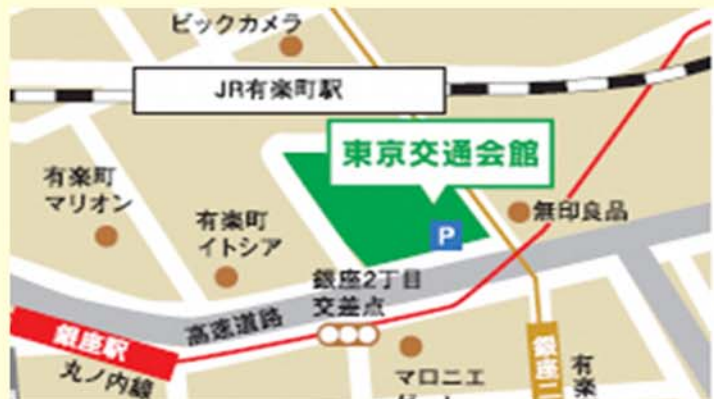 ビックカメラ
JR有楽町駅
東京交通会館
有楽町
マリオン
有楽町
イトシア
P
無印良品
銀座2丁目
交差点
高速道路
銀座駅
丸ノ内線
マロニエ
銀座二
有楽